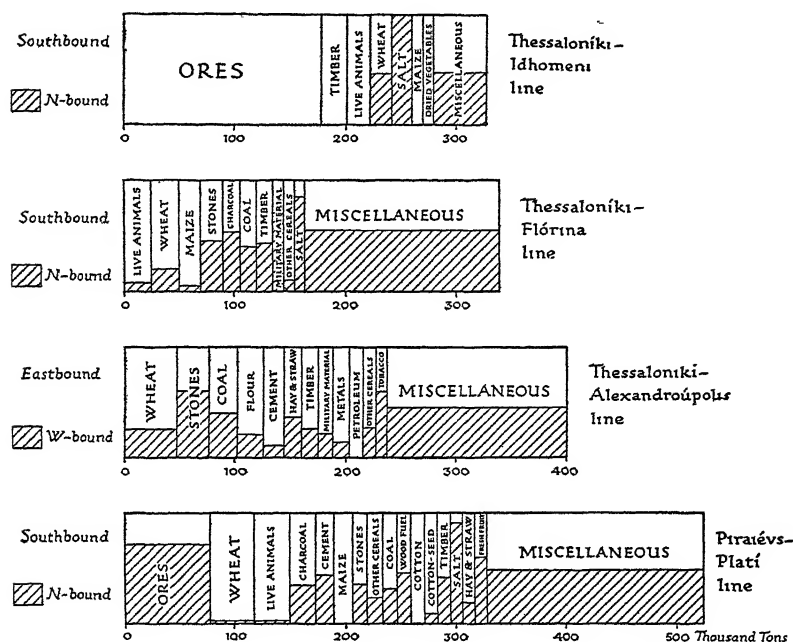 Southbound
N-bound
ORES
TIMBER
LIVE ANIMALS
WHEAT
SALT
MAIZE
DRIED VEGETABLES
MISCELLANEOUS
Thessaloníki–
Idhomeni
line
0 100 200 300
Southbound
N-bound
LIVE ANIMALS
WHEAT
MAIZE
STONES
CHARCOAL
COAL
TIMBER
MILITARY MATERIAL
OTHER CEREALS
SALT
MISCELLANEOUS
Thessaloníki–
Flórina
line
0 100 200 300
Eastbound
W-bound
WHEAT
STONES
COAL
FLOUR
CEMENT
HAY & STRAW
TIMBER
MILITARY MATERIAL
METALS
PETROLEUM
OTHER CEREALS
TOBACCO
MISCELLANEOUS
Thessaloníki–
Alexandroúpolis
line
0 100 200 300 400
Southbound
N-bound
ORES
WHEAT
LIVE ANIMALS
CHARCOAL
CEMENT
MAIZE
STONES
OTHER CEREALS
COAL
WOOD FUEL
COTTON
COTTON-SEED
TIMBER
SALT
HAY & STRAW
FRESH FRUIT
MISCELLANEOUS
Piraiévs–
Platí
line
0 100 200 300 400 500 Thousand Tons